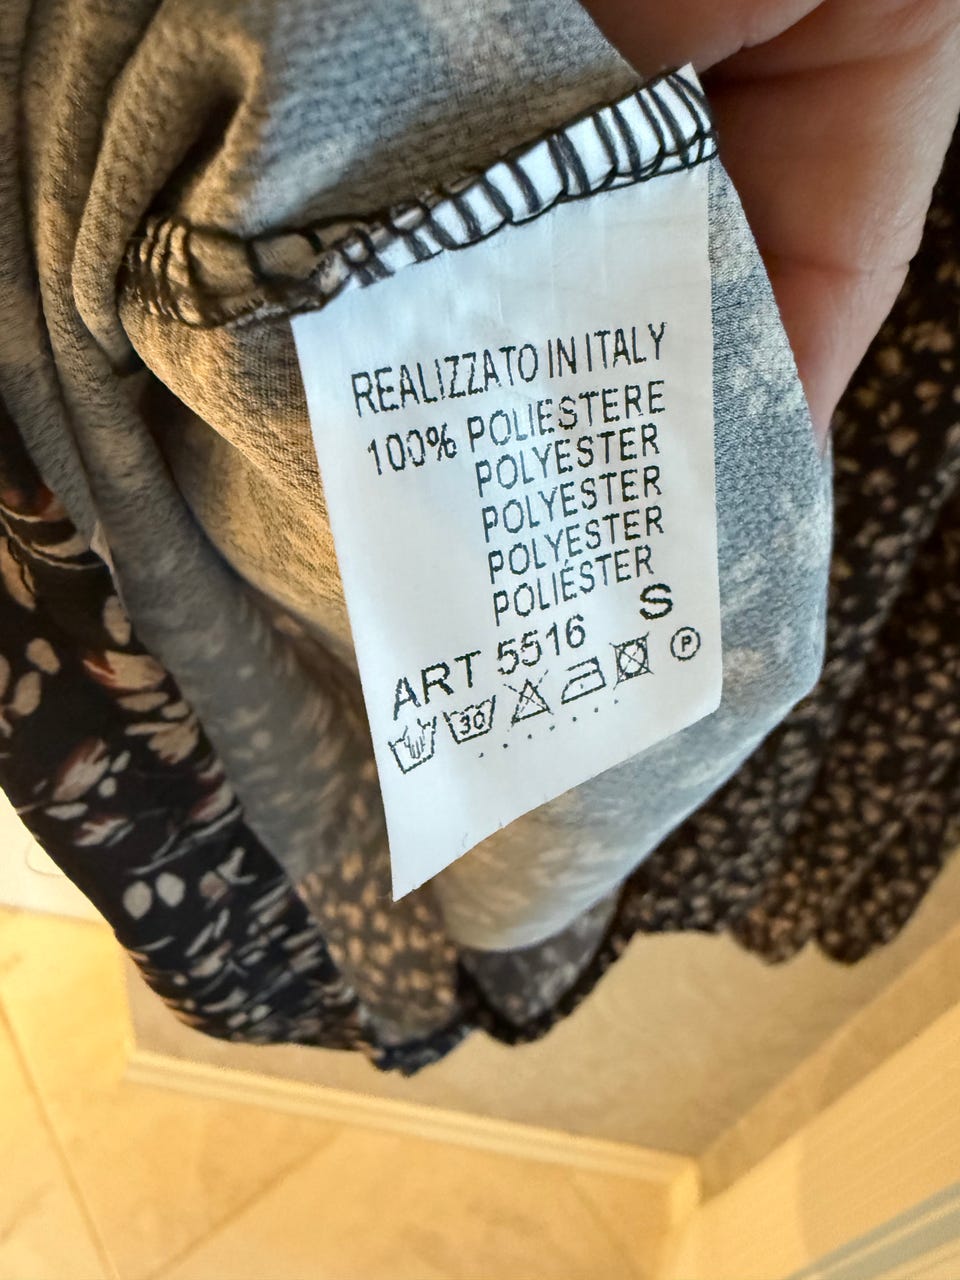 REALIZZATO IN ITALY
100% POLIESTERE
POLYESTER
POLYESTER
POLYESTER
POLIÉSTER
S
ART 5516
30
P